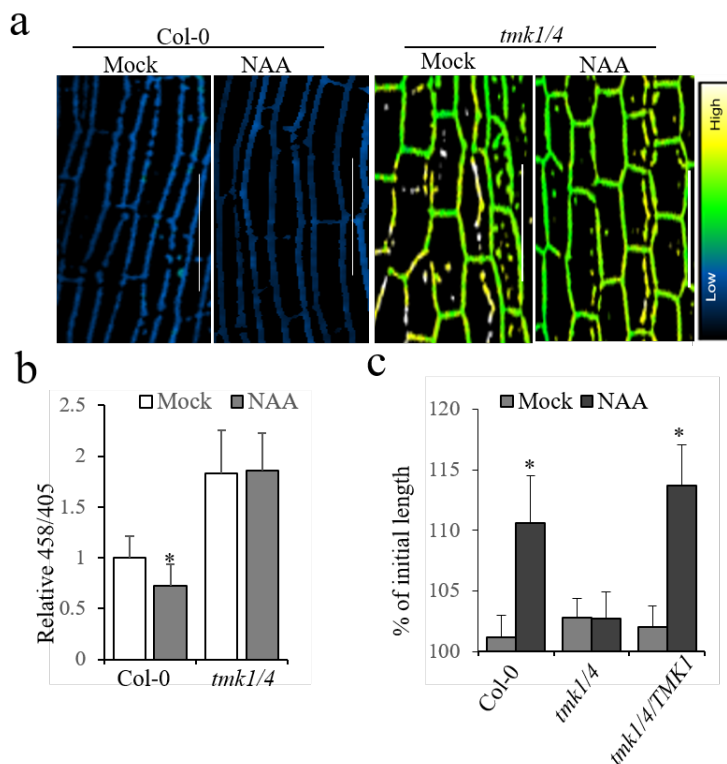 a
Col-0
tmk1/4
Mock
NAA
Mock
NAA
High
Low
b
2.5
2
1.5
1
0.5
0
Relative 458/405
Mock
NAA
*
Col-0
tmk1/4
c
120
115
110
105
100
% of initial length
Mock
NAA
*
*
Col-0
tmk1/4
tmk1/4/TMK1